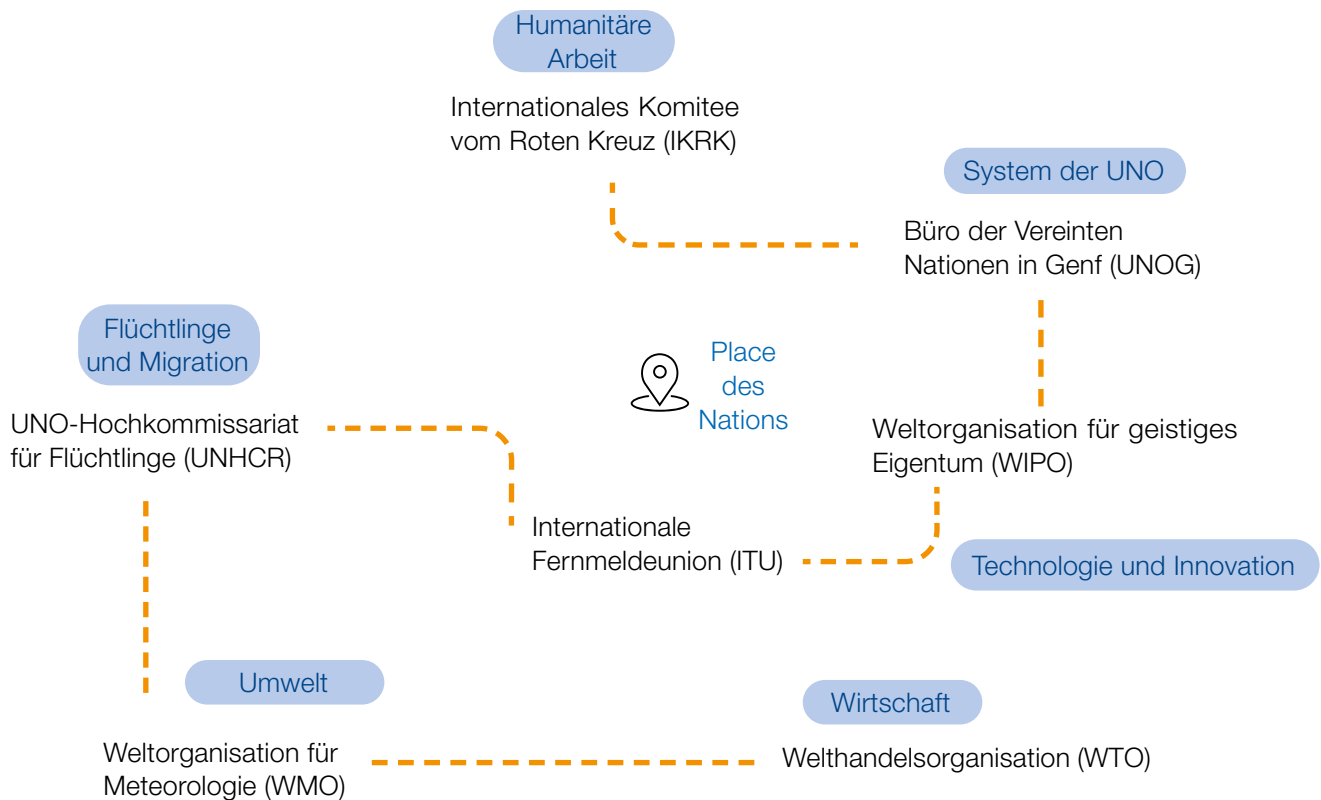 Humanitäre
Arbeit
Internationales Komitee
vom Roten Kreuz (IKRK)
System der UNO
Büro der Vereinten
Nationen in Genf (UNOG)
Flüchtlinge
und Migration
Place
des
Nations
UNO-Hochkommissariat
für Flüchtlinge (UNHCR)
Weltorganisation für geistiges
Eigentum (WIPO)
Internationale
Fernmeldeunion (ITU)
Technologie und Innovation
Umwelt
Wirtschaft
Weltorganisation für
Meteorologie (WMO)
Welthandelsorganisation (WTO)